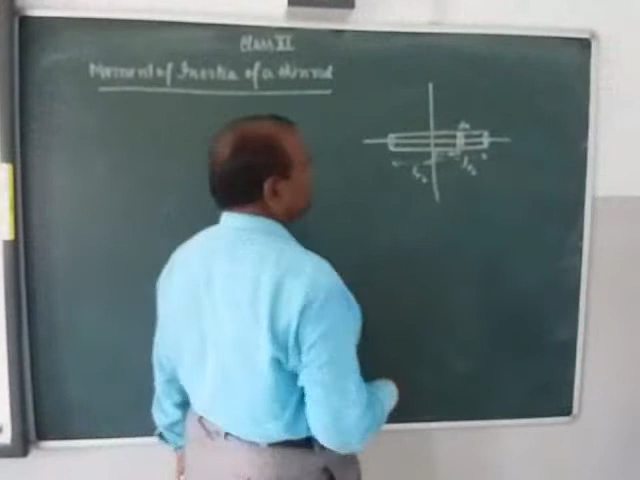 Class XI
Moment of Inertia of a thin rod